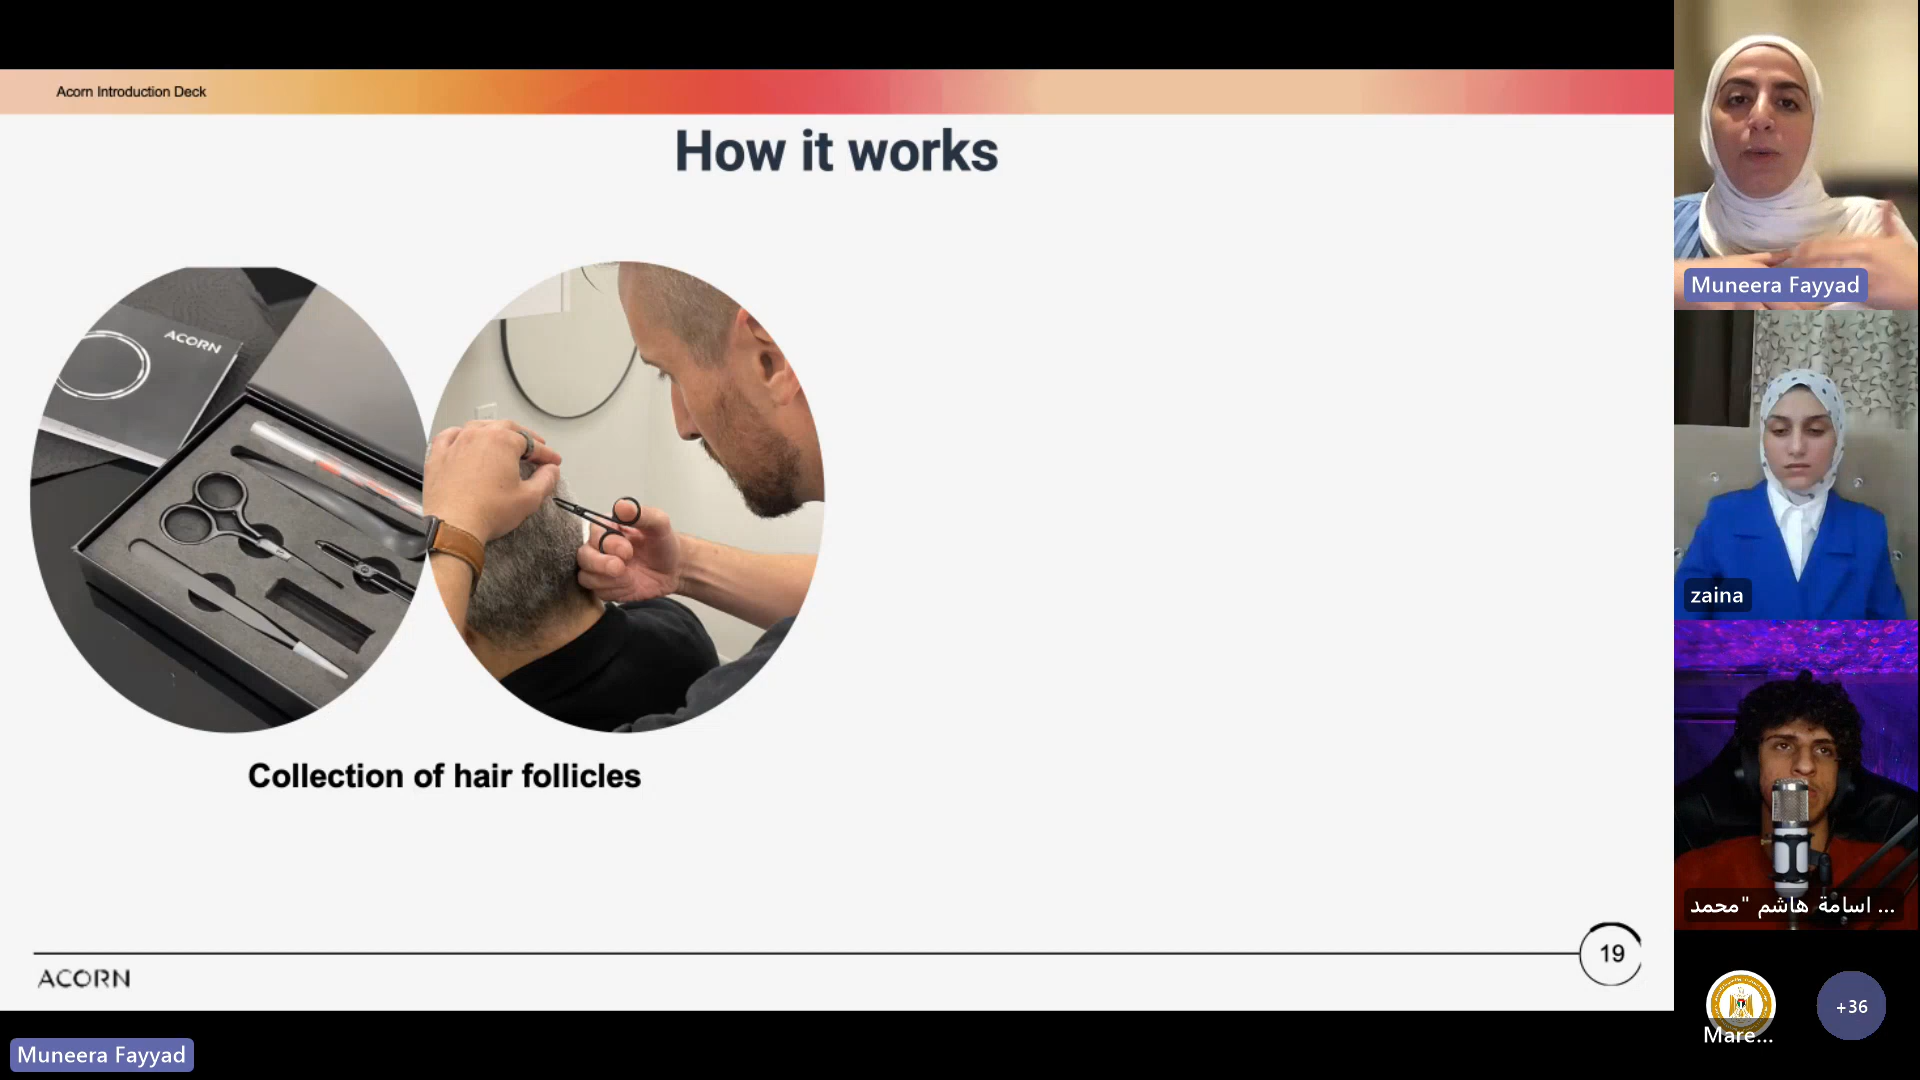 Acorn Introduction Deck
How it works
ACORN
Collection of hair follicles
19
ACORN
Muneera Fayyad
Muneera Fayyad
zaina
... اسامة هاشم "محمد
Mare...
+36